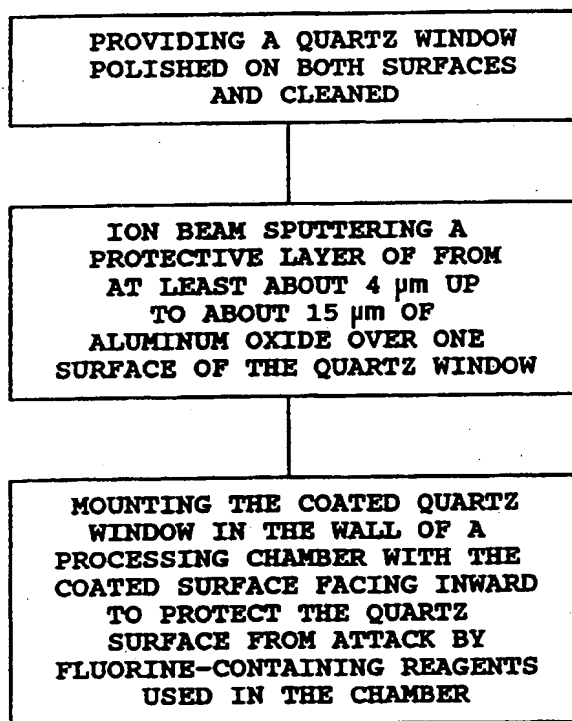 PROVIDING A QUARTZ WINDOW
POLISHED ON BOTH SURFACES
AND CLEANED
ION BEAM SPUTTERING A
PROTECTIVE LAYER OF FROM
AT LEAST ABOUT 4 µm UP
TO ABOUT 15 µm OF
ALUMINUM OXIDE OVER ONE
SURFACE OF THE QUARTZ WINDOW
MOUNTING THE COATED QUARTZ
WINDOW IN THE WALL OF A
PROCESSING CHAMBER WITH THE
COATED SURFACE FACING INWARD
TO PROTECT THE QUARTZ
SURFACE FROM ATTACK BY
FLUORINE-CONTAINING REAGENTS
USED IN THE CHAMBER